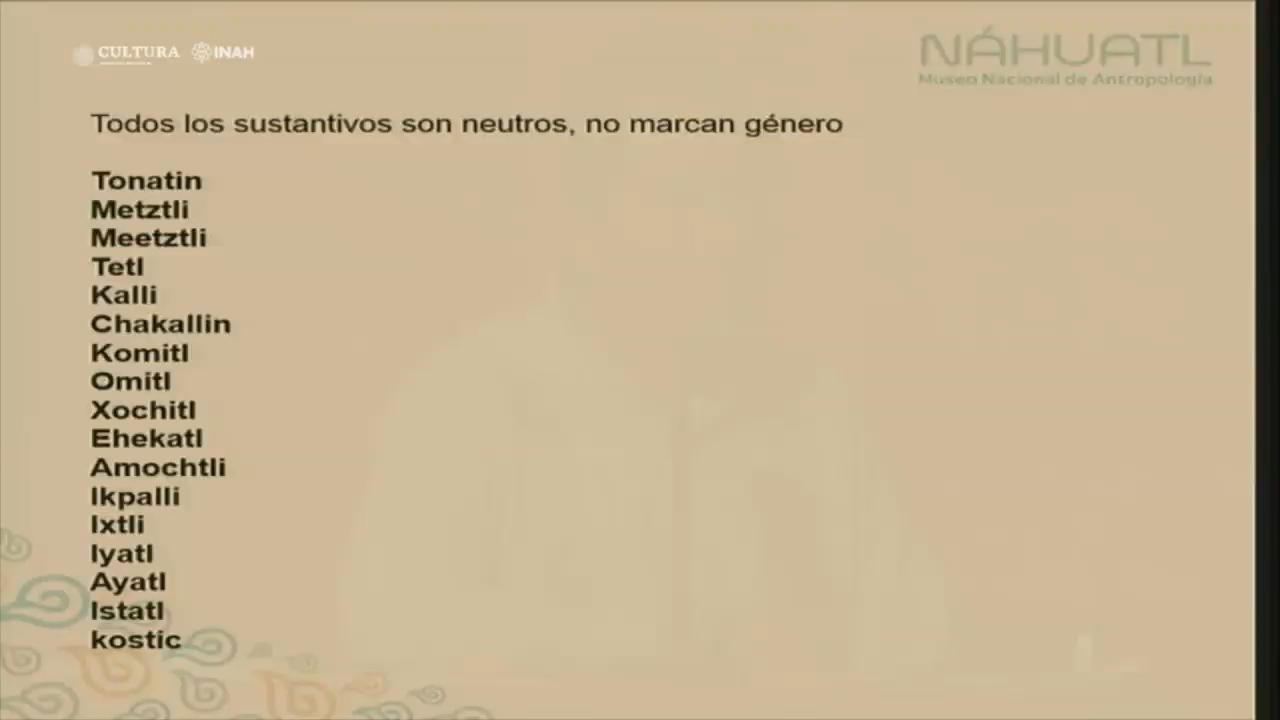 CULTURA INAH
NÁHUATL
Museo Nacional de Antropología
Todos los sustantivos son neutros, no marcan género
Tonatin
Metztli
Meetztli
Tetl
Kalli
Chakallin
Komitl
Omitl
Xochitl
Ehekatl
Amochtli
Ikpalli
Ixtli
Iyatl
Ayatl
Istatl
kostic